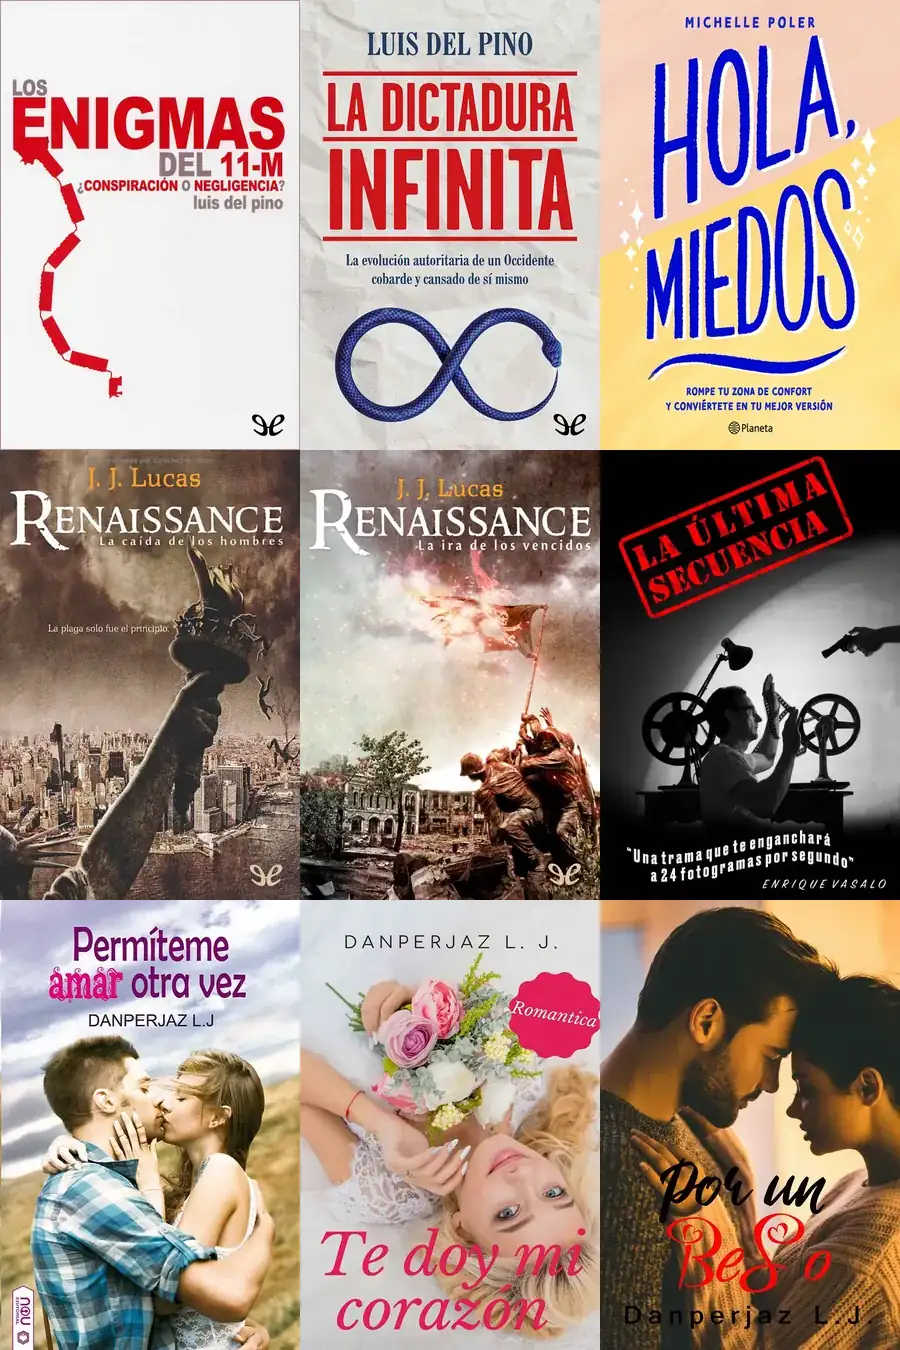 LOS
ENIGMAS
DEL 11-M
¿CONSPIRACIÓN O NEGLIGENCIA?
luis del pino
LUIS DEL PINO
LA DICTADURA
INFINITA
La evolución autoritaria de un Occidente
cobarde y cansado de sí mismo
MICHELLE POLER
HOLA,
MIEDOS
ROMPE TU ZONA DE CONFORT
Y CONVIÉRTETE EN TU MEJOR VERSIÓN
Planeta
J. J. Lucas
RENAISSANCE
La caída de los hombres
La plaga solo fue el principio.
J. J. Lucas
RENAISSANCE
La ira de los vencidos
LA ÚLTIMA
SECUENCIA
"Una trama que te enganchará
a 24 fotogramas por segundo"
ENRIQUE VASALO
Permíteme
amar otra vez
DANPERJAZ L.J
nou
EDITORIAL
DANPERJAZ L. J.
Romantica
Te doy mi
corazón
Por un
BeSo
Danperjaz L.J.